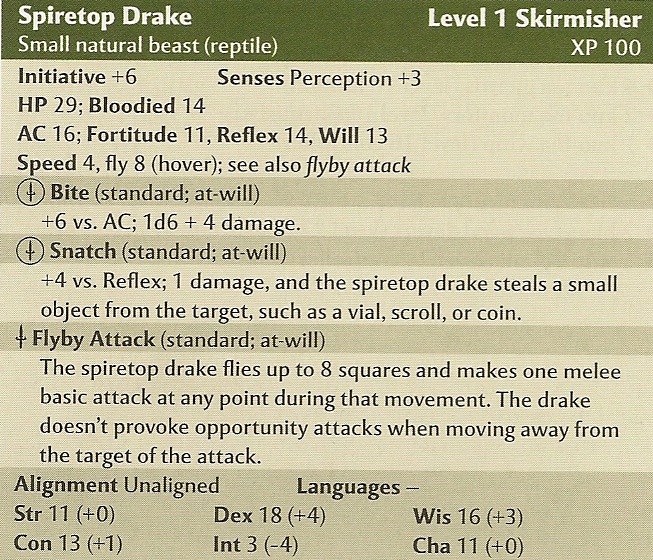 Spiretop Drake Level 1 Skirmisher
Small natural beast (reptile) XP 100
Initiative +6 Senses Perception +3
HP 29; Bloodied 14
AC 16; Fortitude 11, Reflex 14, Will 13
Speed 4, fly 8 (hover); see also flyby attack
Bite (standard; at-will)
+6 vs. AC; 1d6 + 4 damage.
Snatch (standard; at-will)
+4 vs. Reflex; 1 damage, and the spiretop drake steals a small
object from the target, such as a vial, scroll, or coin.
Flyby Attack (standard; at-will)
The spiretop drake flies up to 8 squares and makes one melee
basic attack at any point during that movement. The drake
doesn't provoke opportunity attacks when moving away from
the target of the attack.
Alignment Unaligned Languages –
Str 11 (+0) Dex 18 (+4) Wis 16 (+3)
Con 13 (+1) Int 3 (-4) Cha 11 (+0)